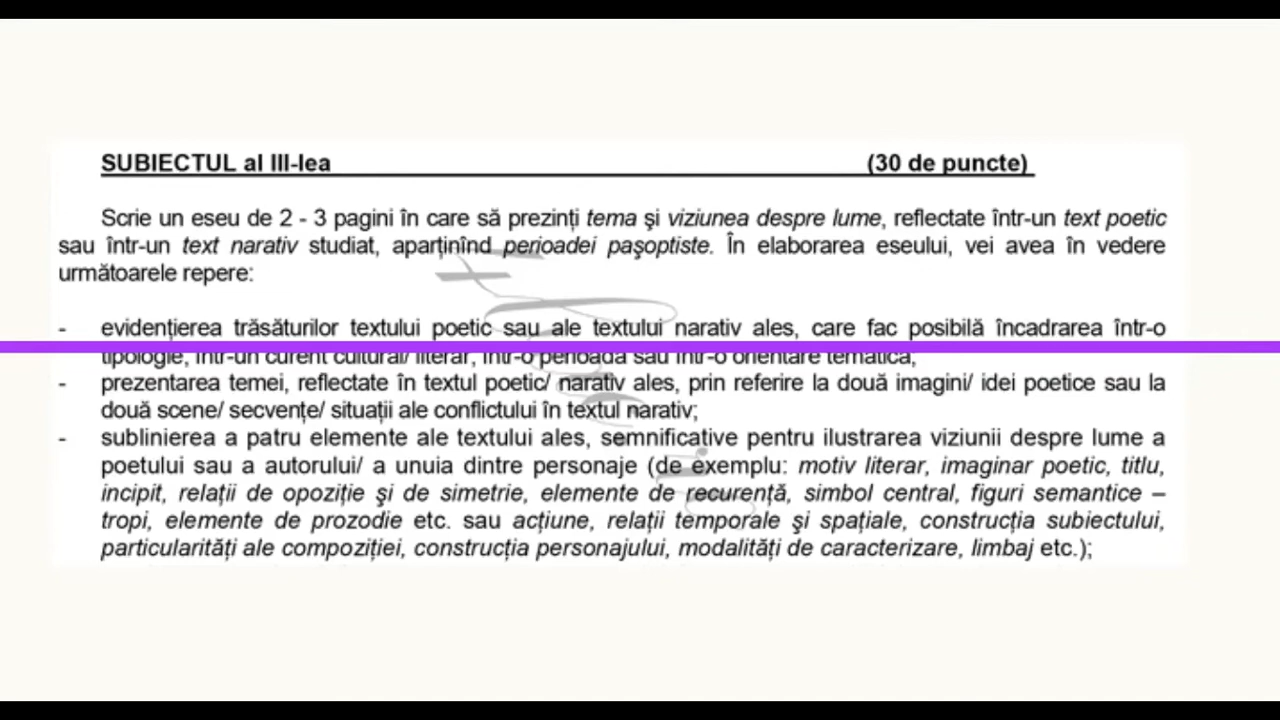 SUBIECTUL al III-lea (30 de puncte)
Scrie un eseu de 2 - 3 pagini în care să prezinți tema şi viziunea despre lume, reflectate într-un text poetic
sau într-un text narativ studiat, aparținînd perioadei paşoptiste. În elaborarea eseului, vei avea în vedere
următoarele repere:
- evidențierea trăsăturilor textului poetic sau ale textului narativ ales, care fac posibilă încadrarea într-o
tipologie, într-un curent cultural/ literar, într-o perioadă sau într-o orientare tematică;
- prezentarea temei, reflectate în textul poetic/ narativ ales, prin referire la două imagini/ idei poetice sau la
două scene/ secvențe/ situații ale conflictului în textul narativ;
- sublinierea a patru elemente ale textului ales, semnificative pentru ilustrarea viziunii despre lume a
poetului sau a autorului/ a unuia dintre personaje (de exemplu: motiv literar, imaginar poetic, titlu,
incipit, relații de opoziție şi de simetrie, elemente de recurență, simbol central, figuri semantice –
tropi, elemente de prozodie etc. sau acțiune, relații temporale şi spațiale, construcția subiectului,
particularități ale compoziției, construcția personajului, modalități de caracterizare, limbaj etc.);